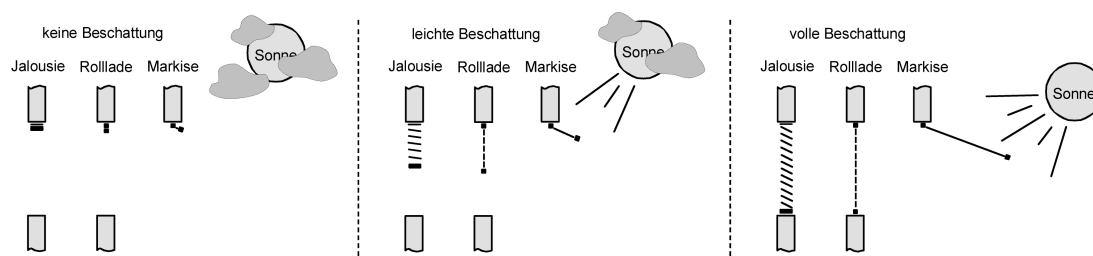 keine Beschattung
Jalousie Rolllade Markise
Sonne
leichte Beschattung
Jalousie Rolllade Markise
Sonne
volle Beschattung
Jalousie Rolllade Markise
Sonne